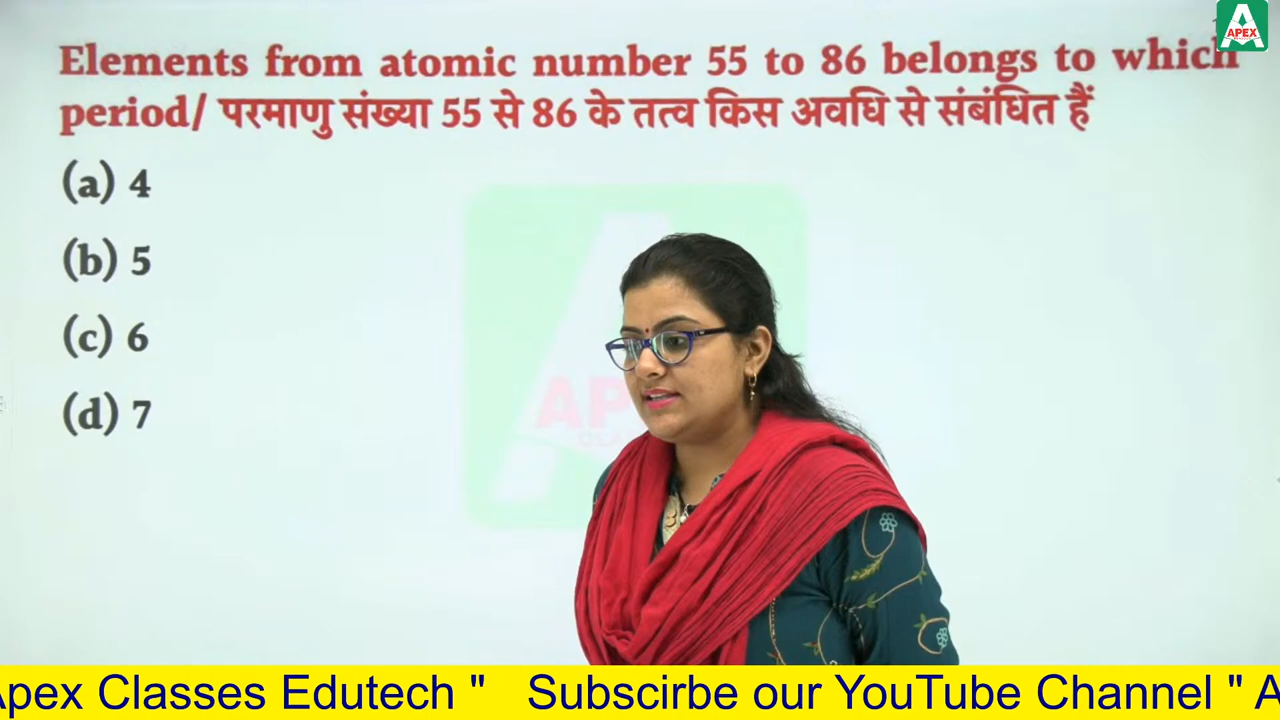 APEX
Elements from atomic number 55 to 86 belongs to which
period/ परमाणु संख्या 55 से 86 के तत्व किस अवधि से संबंधित हैं
(a) 4
(b) 5
(c) 6
(d) 7
Apex Classes Edutech " Subscirbe our YouTube Channel " A